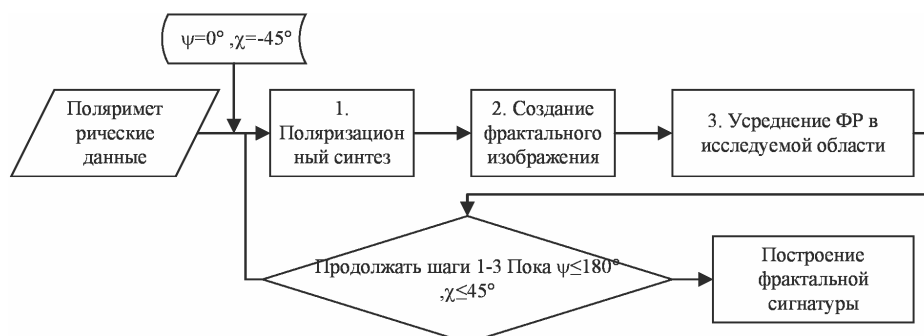 ψ=0° ,χ=-45°
Поляримет
рические
данные
1.
Поляризацион
ный синтез
2. Создание
фрактального
изображения
3. Усреднение ФР в
исследуемой области
Продолжать шаги 1-3 Пока ψ≤180°
,χ≤45°
Построение
фрактальной
сигнатуры